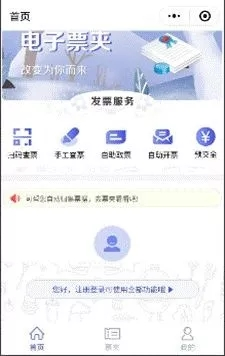 首页
电子票夹
改变为你而来
发票服务
扫码查票
手工查票
自助取票
自助开票
预交金
您好，注册登录可使用全部功能哦
首页
票夹
我的